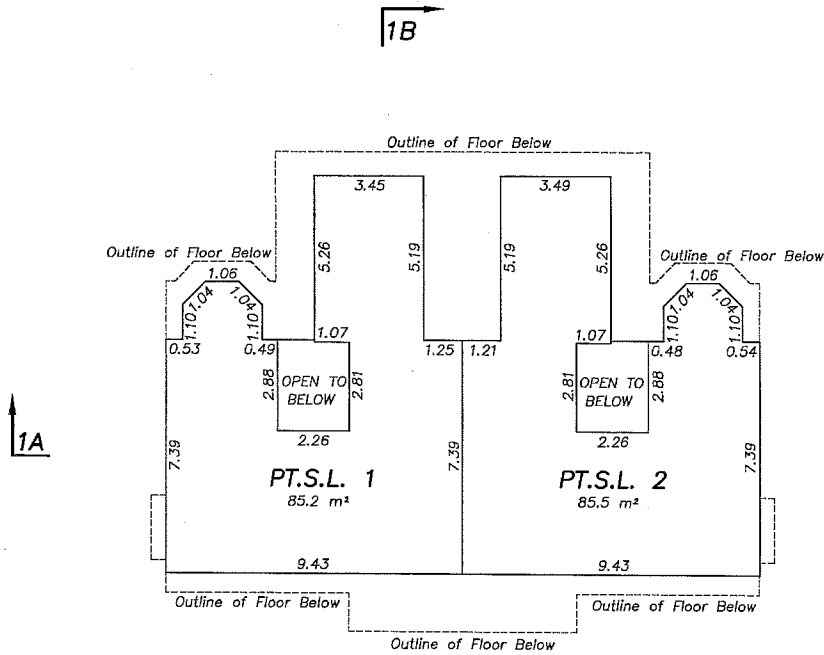 1B
Outline of Floor Below
3.45
3.49
Outline of Floor Below
Outline of Floor Below
5.26
5.19
5.19
5.26
1.06
1.06
1.04
1.04
1.04
1.04
1.10
1.10
1.10
1.10
0.53
0.49
1.07
1.25
1.21
1.07
0.48
0.54
2.88
OPEN TO
BELOW
2.81
2.81
OPEN TO
BELOW
2.88
2.26
2.26
1A
7.39
7.39
7.39
PT.S.L. 1
85.2 m²
PT.S.L. 2
85.5 m²
9.43
9.43
Outline of Floor Below
Outline of Floor Below
Outline of Floor Below